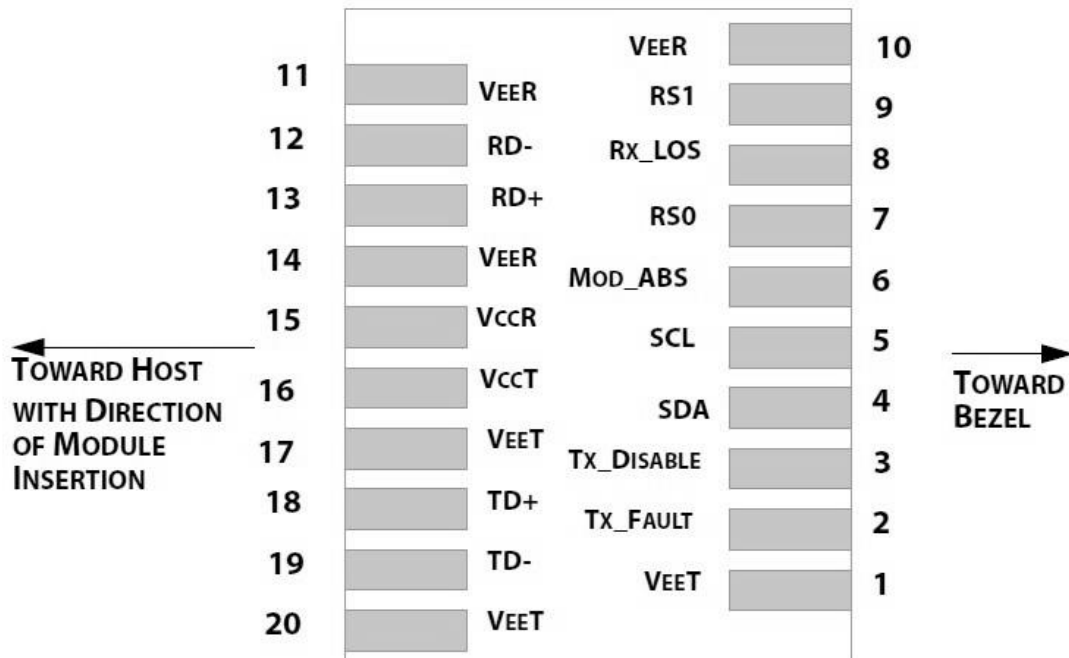 11 VEER
12 RD-
13 RD+
14 VEER
15 VCCR
16 VCCT
17 VEET
18 TD+
19 TD-
20 VEET
VEER 10
RS1 9
RX_LOS 8
RS0 7
MOD_ABS 6
SCL 5
SDA 4
TX_DISABLE 3
TX_FAULT 2
VEET 1
TOWARD HOST
WITH DIRECTION
OF MODULE
INSERTION
TOWARD
BEZEL